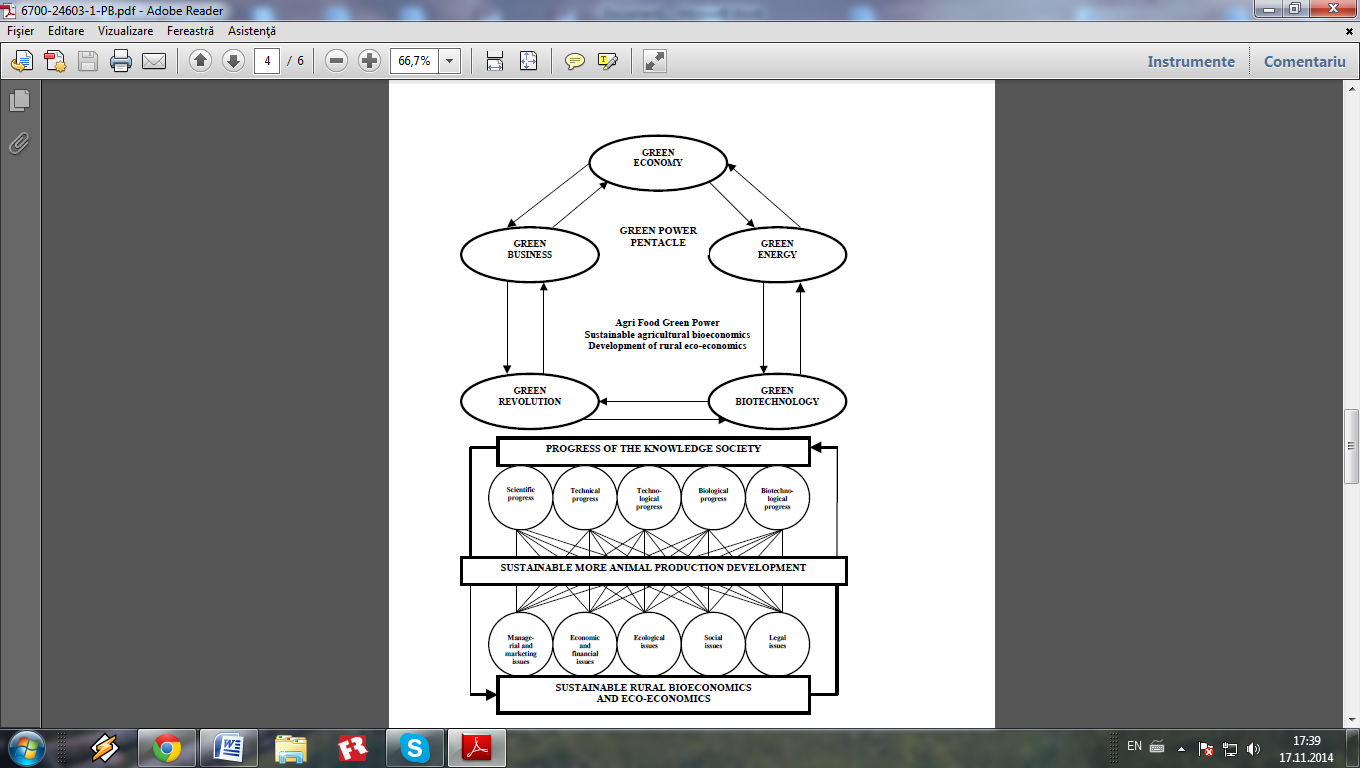 6700-24603-1-PB.pdf - Adobe Reader
Fişier Editare Vizualizare Fereastră Asistenţă
4 / 6 66,7% Instrumente Comentariu
GREEN
ECONOMY
GREEN POWER
PENTACLE
GREEN
BUSINESS
GREEN
ENERGY
Agri Food Green Power
Sustainable agricultural bioeconomics
Development of rural eco-economics
GREEN
REVOLUTION
GREEN
BIOTECHNOLOGY
PROGRESS OF THE KNOWLEDGE SOCIETY
Scientific
progress
Technical
progress
Techno-
logical
progress
Biological
progress
Biotechno-
logical
progress
SUSTAINABLE MORE ANIMAL PRODUCTION DEVELOPMENT
Manage-
rial and
marketing
issues
Economic
and
financial
issues
Ecological
issues
Social
issues
Legal
issues
SUSTAINABLE RURAL BIOECONOMICS
AND ECO-ECONOMICS
EN
17:39
17.11.2014